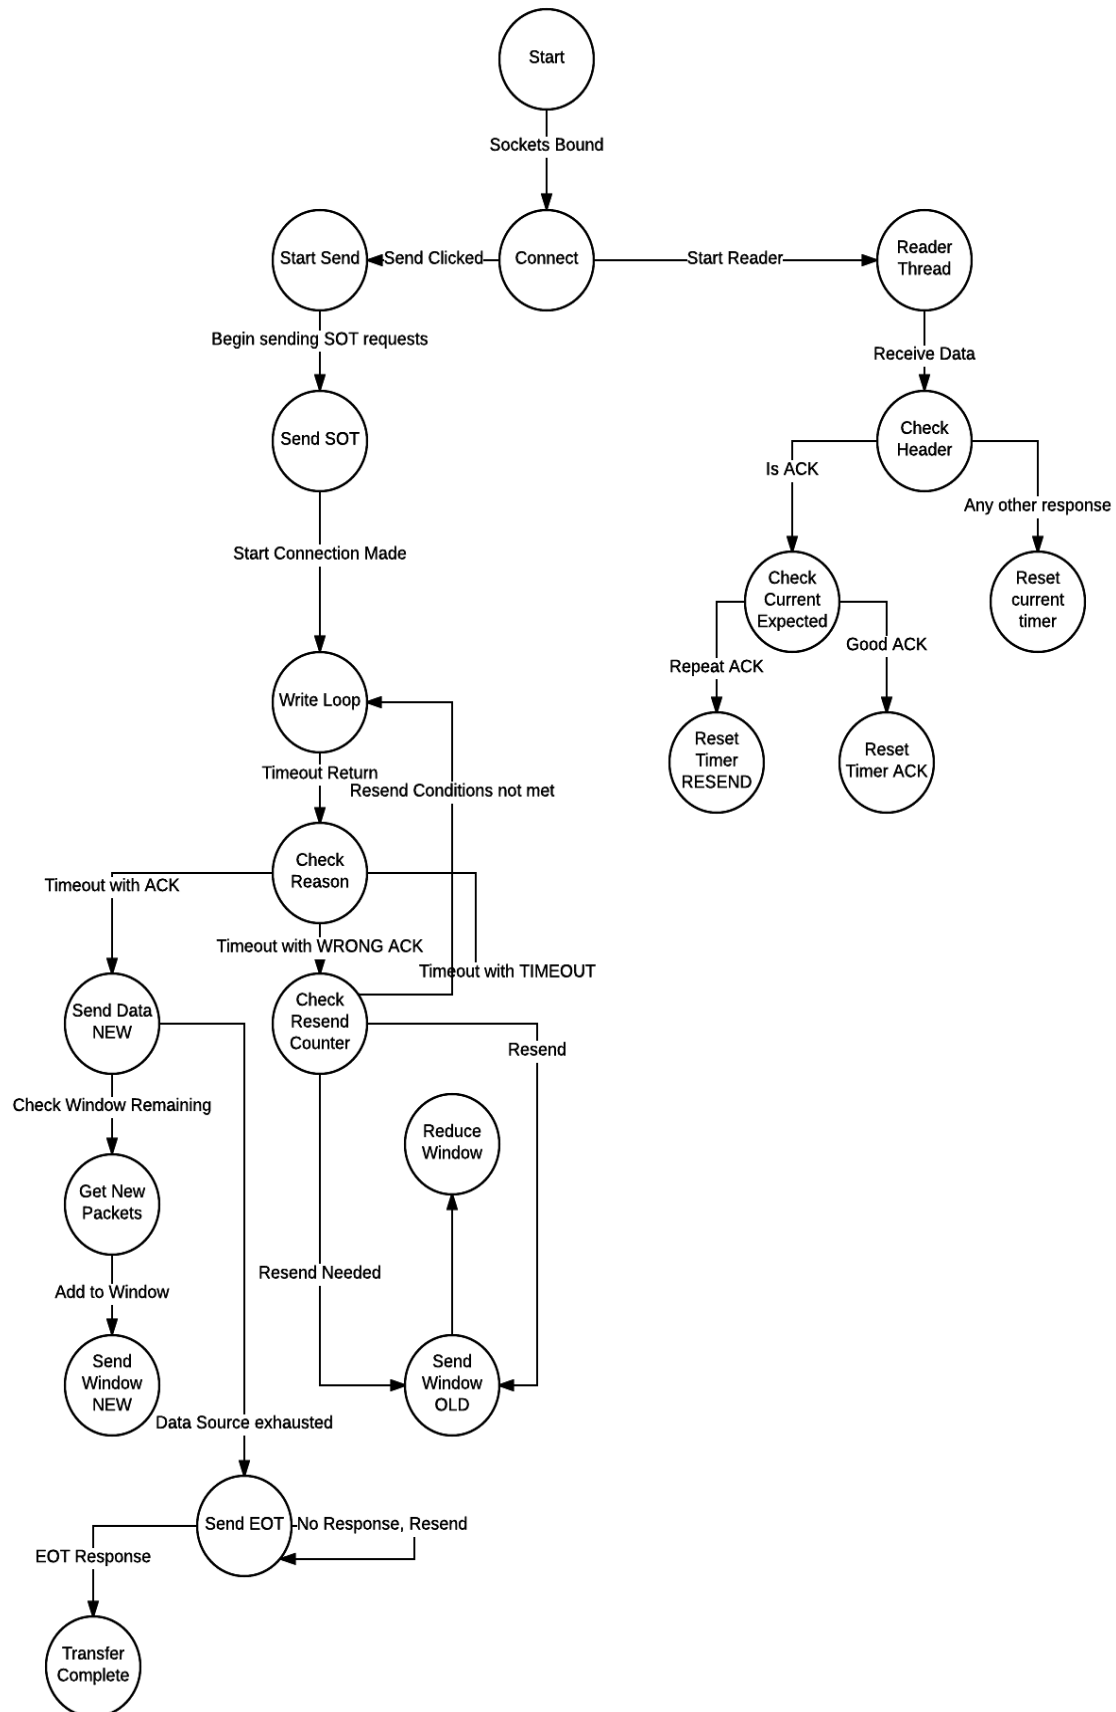 Start
Sockets Bound
Start Send
Send Clicked
Connect
Start Reader
Reader
Thread
Begin sending SOT requests
Receive Data
Send SOT
Check
Header
Is ACK
Any other response
Start Connection Made
Check
Current
Expected
Reset
current
timer
Repeat ACK
Good ACK
Write Loop
Reset
Timer
RESEND
Reset
Timer ACK
Timeout Return
Resend Conditions not met
Check
Reason
Timeout with ACK
Timeout with WRONG ACK
Timeout with TIMEOUT
Send Data
NEW
Check
Resend
Counter
Resend
Check Window Remaining
Reduce
Window
Get New
Packets
Resend Needed
Add to Window
Send
Window
NEW
Send
Window
OLD
Data Source exhausted
Send EOT
No Response, Resend
EOT Response
Transfer
Complete